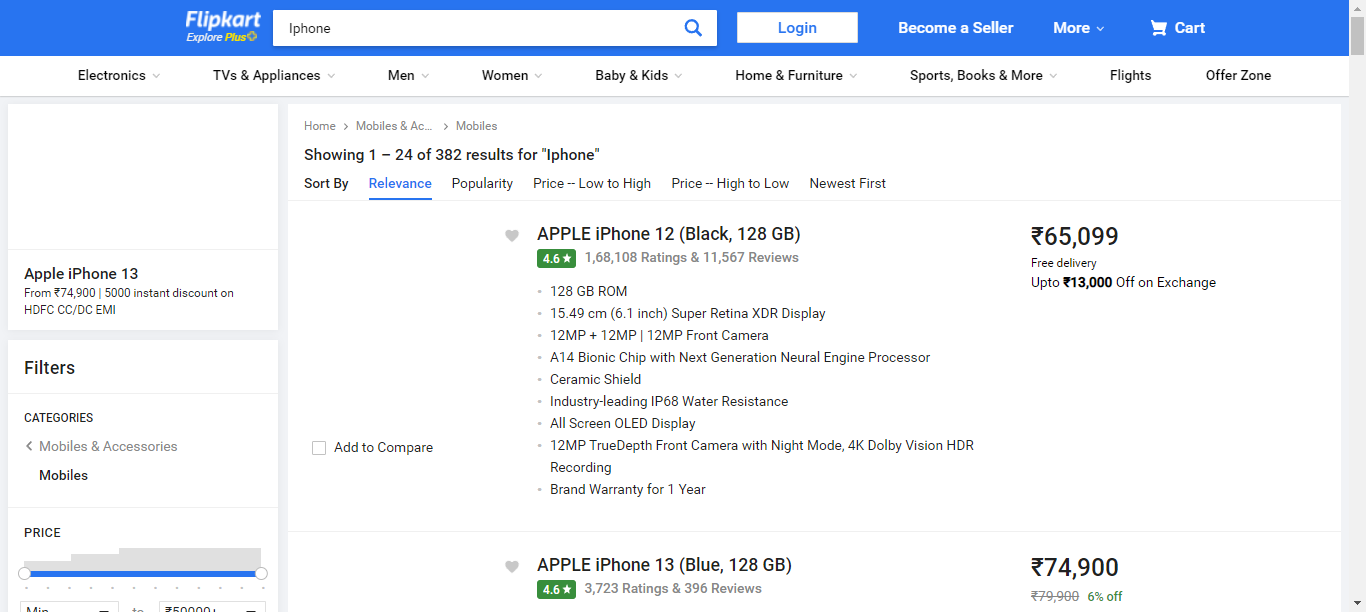 Flipkart
Explore Plus
Iphone
Login
Become a Seller
More
Cart
Electronics
TVs & Appliances
Men
Women
Baby & Kids
Home & Furniture
Sports, Books & More
Flights
Offer Zone
Apple iPhone 13
From ₹74,900 | 5000 instant discount on
HDFC CC/DC EMI
Filters
CATEGORIES
Mobiles & Accessories
Mobiles
PRICE
Min
to
₹50000+
Home > Mobiles & Ac... > Mobiles
Showing 1 – 24 of 382 results for "Iphone"
Sort By Relevance Popularity Price -- Low to High Price -- High to Low Newest First
APPLE iPhone 12 (Black, 128 GB)
4.6★ 1,68,108 Ratings & 11,567 Reviews
128 GB ROM
15.49 cm (6.1 inch) Super Retina XDR Display
12MP + 12MP | 12MP Front Camera
A14 Bionic Chip with Next Generation Neural Engine Processor
Ceramic Shield
Industry-leading IP68 Water Resistance
All Screen OLED Display
12MP TrueDepth Front Camera with Night Mode, 4K Dolby Vision HDR
Recording
Brand Warranty for 1 Year
Add to Compare
₹65,099
Free delivery
Upto ₹13,000 Off on Exchange
APPLE iPhone 13 (Blue, 128 GB)
4.6★ 3,723 Ratings & 396 Reviews
₹74,900
₹79,900 6% off